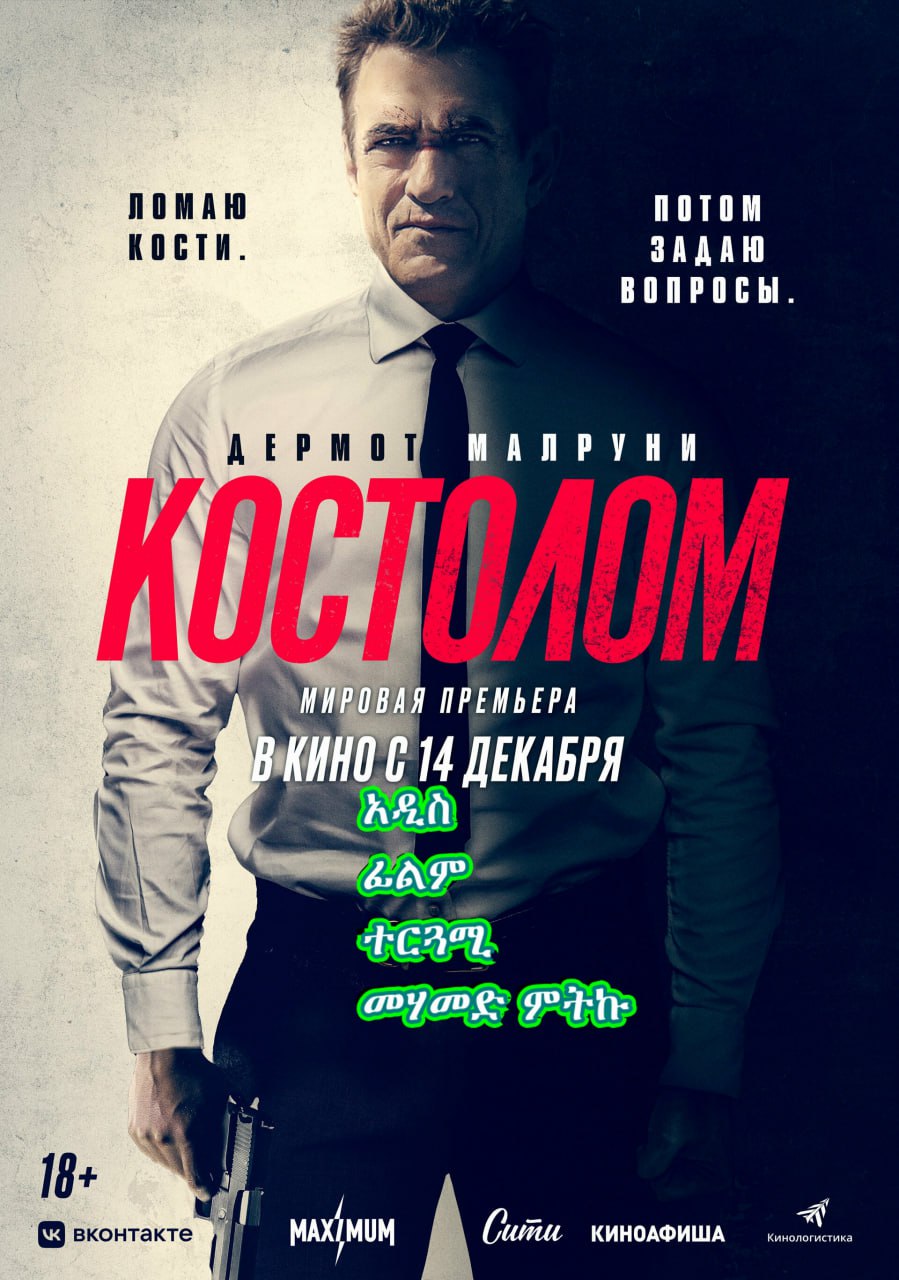 ЛОМАЮ
КОСТИ.
ПОТОМ
ЗАДАЮ
ВОПРОСЫ.
ДЕРМОТ МАЛРУНИ
КОСТОЛОМ
МИРОВАЯ ПРЕМЬЕРА
В КИНО С 14 ДЕКАБРЯ
አዲስ
ፊልም
ተርጓሚ
መሃመድ ምትኩ
18+
ВКОНТАКТЕ
MAXIMUM
Сити
КИНОАФИША
Кинологистика